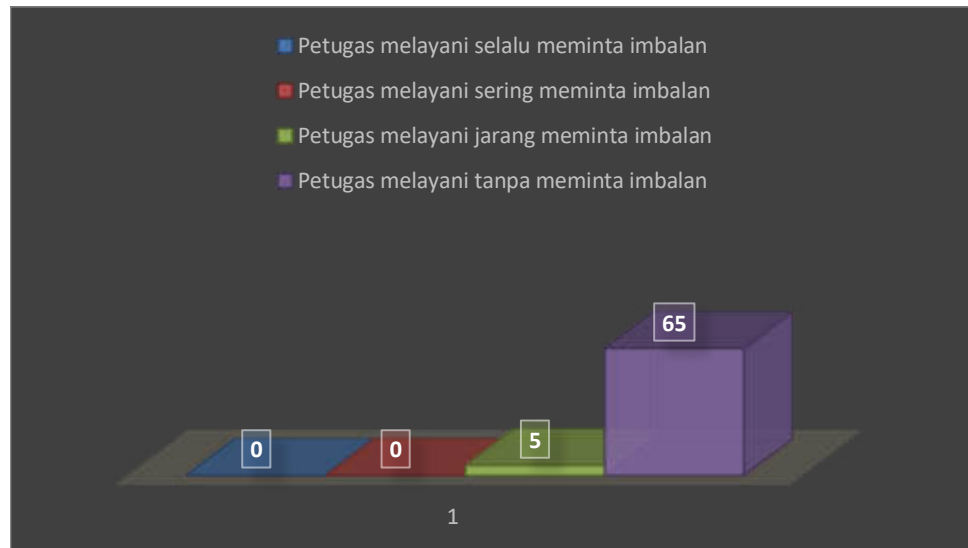 Petugas melayani selalu meminta imbalan
Petugas melayani sering meminta imbalan
Petugas melayani jarang meminta imbalan
Petugas melayani tanpa meminta imbalan
65
0
0
5
1